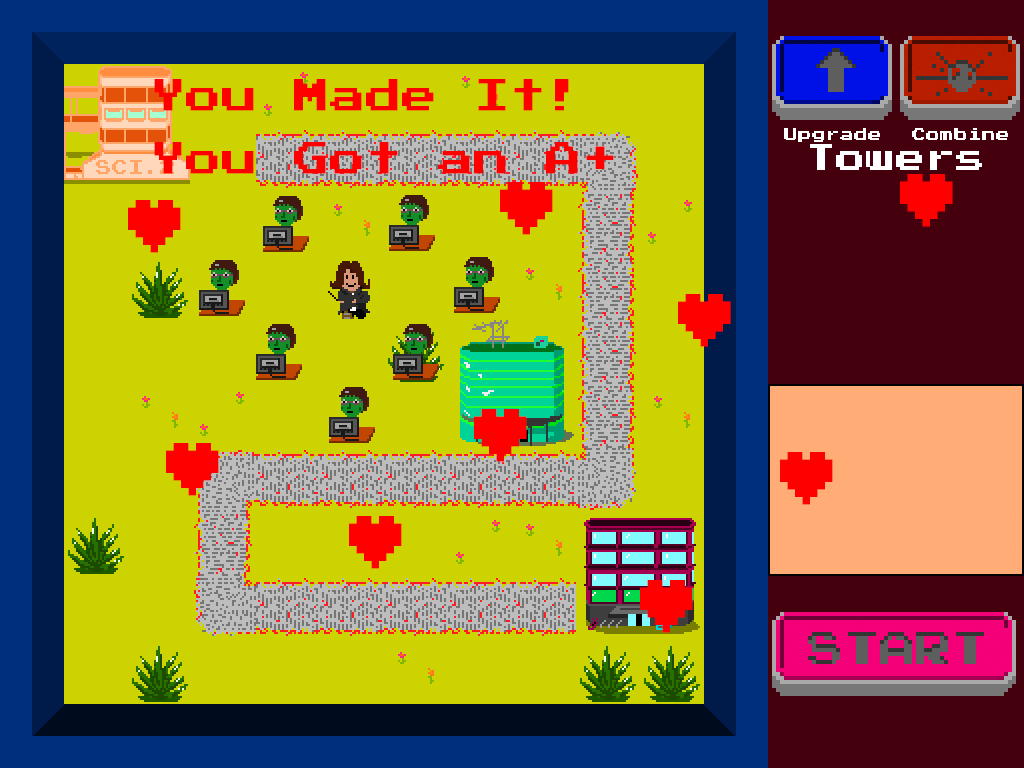 You Made It!
You Got an A+
SCI.
Upgrade
Combine
Towers
START